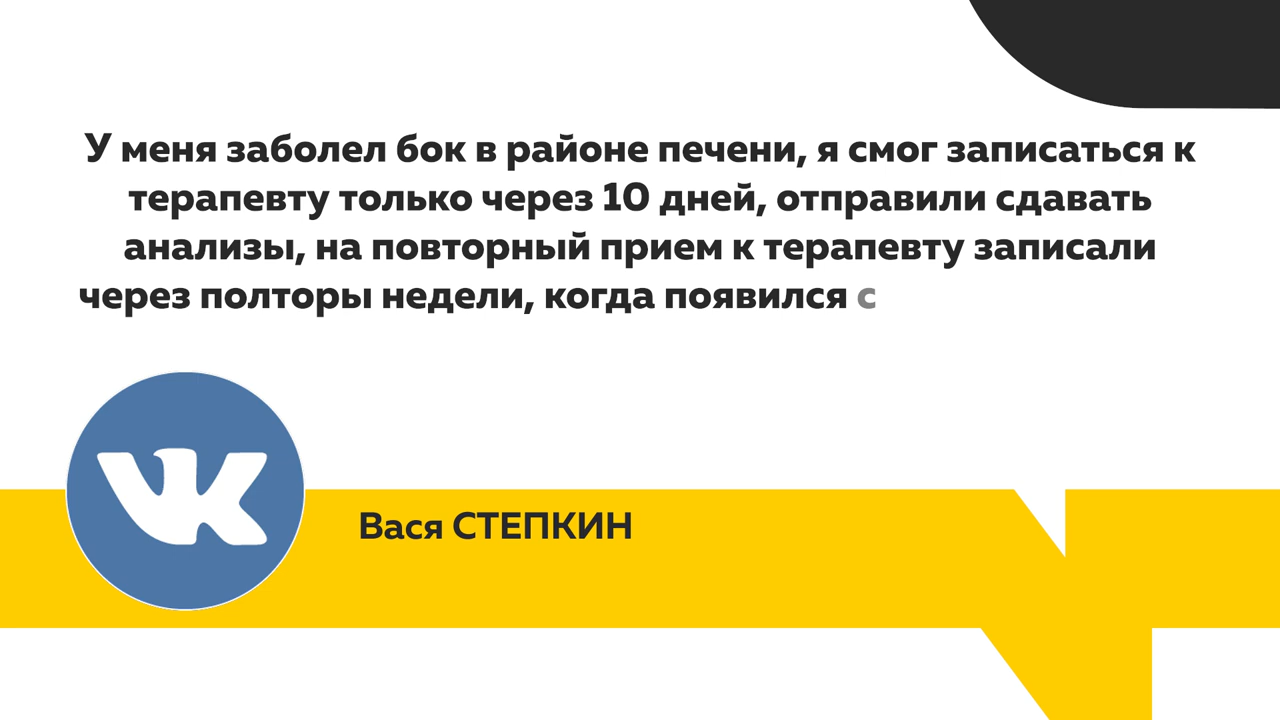 У меня заболел бок в районе печени, я смог записаться к
терапевту только через 10 дней, отправили сдавать
анализы, на повторный прием к терапевту записали
через полторы недели, когда появился с
Вася СТЕПКИН